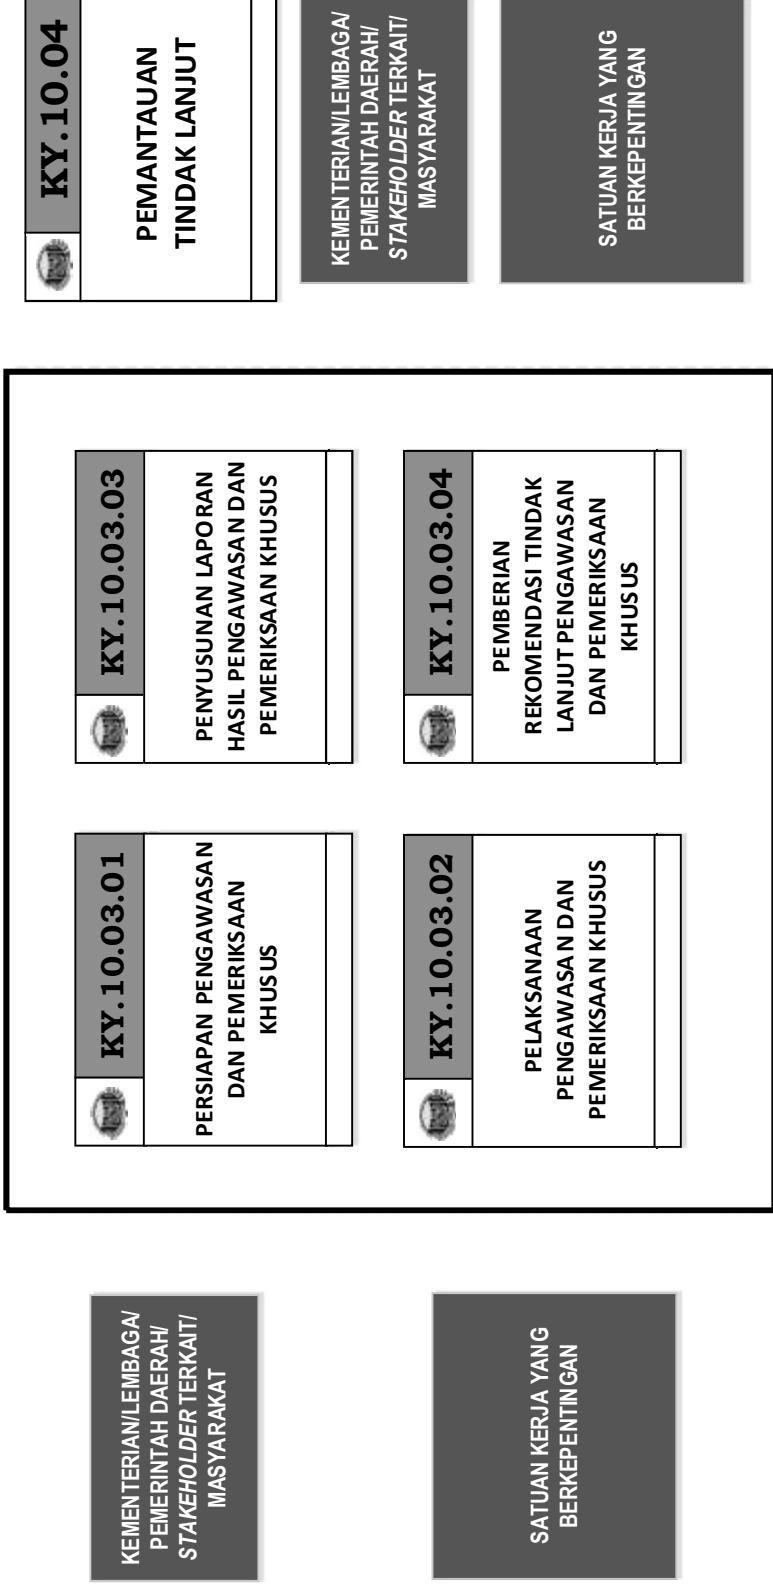 KEMENTERIAN/LEMBAGA/
PEMERINTAH DAERAH/
STAKEHOLDER TERKAIT/
MASYARAKAT
SATUAN KERJA YANG
BERKEPENTINGAN
KY.10.03.01
PERSIAPAN PENGAWASAN
DAN PEMERIKSAAN
KHUSUS
KY.10.03.03
PENYUSUNAN LAPORAN
HASIL PENGAWASAN DAN
PEMERIKSAAN KHUSUS
KY.10.03.02
PELAKSANAAN
PENGAWASAN DAN
PEMERIKSAAN KHUSUS
KY.10.03.04
PEMBERIAN
REKOMENDASI TINDAK
LANJUT PENGAWASAN
DAN PEMERIKSAAN
KHUSUS
KY.10.04
PEMANTAUAN
TINDAK LANJUT
KEMENTERIAN/LEMBAGA/
PEMERINTAH DAERAH/
STAKEHOLDER TERKAIT/
MASYARAKAT
SATUAN KERJA YANG
BERKEPENTINGAN